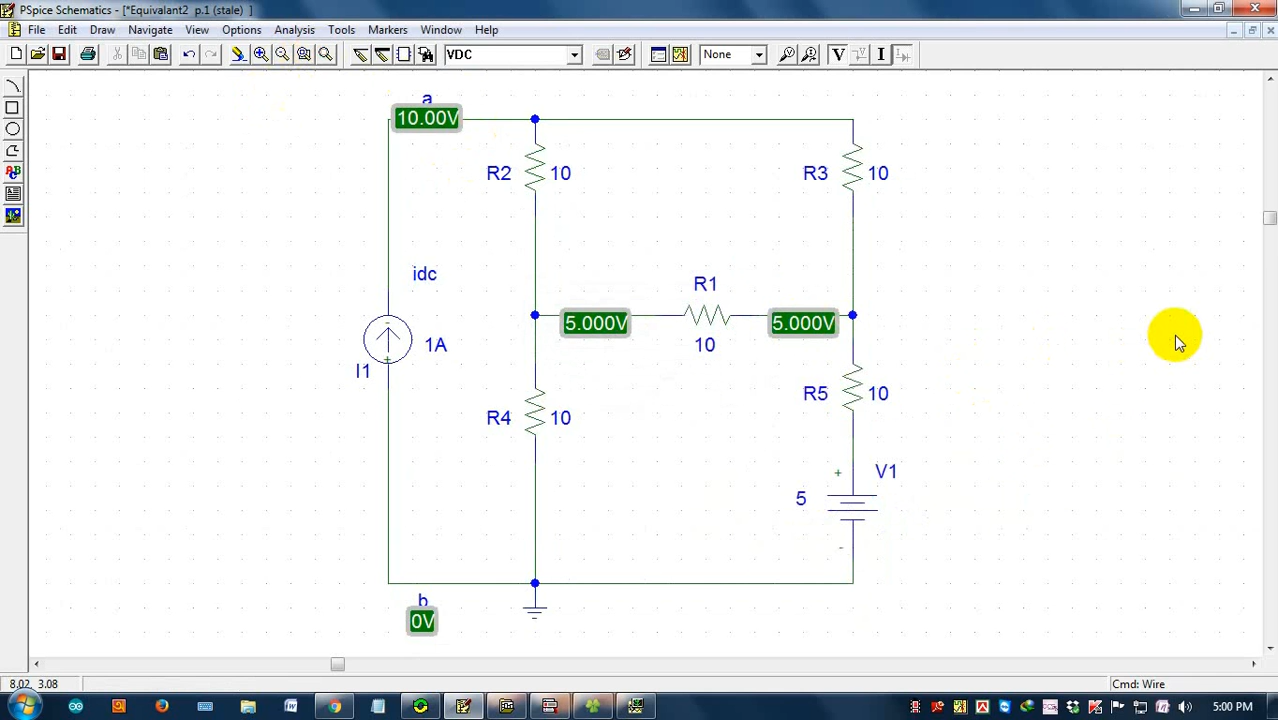 PSpice Schematics - [*Equivalant2 p.1 (stale) ]
File Edit Draw Navigate View Options Analysis Tools Markers Window Help
VDC None V I
a
10.00V
R2 10 R3 10
idc
R1
5.000V 5.000V
1A 10
I1
R5 10
R4 10
+ V1
5
-
b
0V
8.02, 3.08 Cmd: Wire
5:00 PM